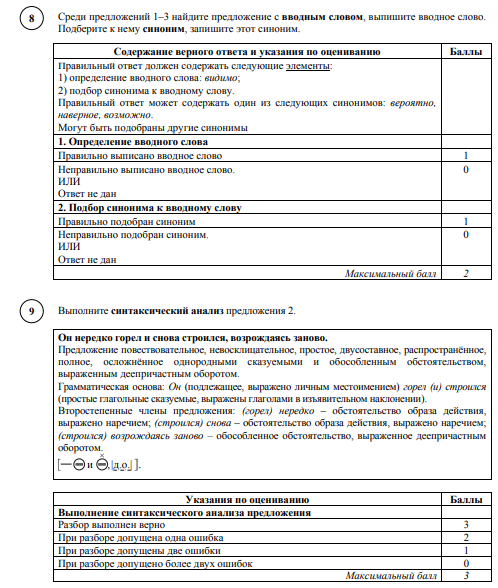 8
Среди предложений 1–3 найдите предложение с вводным словом, выпишите вводное слово.
Подберите к нему синоним, запишите этот синоним.
Содержание верного ответа и указания по оцениванию Баллы
Правильный ответ должен содержать следующие элементы:
1) определение вводного слова: видимо;
2) подбор синонима к вводному слову.
Правильный ответ может содержать один из следующих синонимов: вероятно,
наверное, возможно.
Могут быть подобраны другие синонимы
1. Определение вводного слова
Правильно выписано вводное слово 1
Неправильно выписано вводное слово. 0
ИЛИ
Ответ не дан
2. Подбор синонима к вводному слову
Правильно подобран синоним 1
Неправильно подобран синоним. 0
ИЛИ
Ответ не дан
Максимальный балл 2
9
Выполните синтаксический анализ предложения 2.
Он нередко горел и снова строился, возрождаясь заново.
Предложение повествовательное, невосклицательное, простое, двусоставное, распространённое,
полное, осложнённое однородными сказуемыми и обособленным обстоятельством,
выраженным деепричастным оборотом.
Грамматическая основа: Он (подлежащее, выражено личным местоимением) горел (и) строился
(простые глагольные сказуемые, выражены глаголами в изъявительном наклонении).
Второстепенные члены предложения: (горел) нередко – обстоятельство образа действия,
выражено наречием; (строился) снова – обстоятельство образа действия, выражено наречием;
(строился) возрождаясь заново – обособленное обстоятельство, выраженное деепричастным
оборотом.
[— и , |д.о.| ].
Указания по оцениванию Баллы
Выполнение синтаксического анализа предложения
Разбор выполнен верно 3
При разборе допущена одна ошибка 2
При разборе допущены две ошибки 1
При разборе допущено более двух ошибок 0
Максимальный балл 3